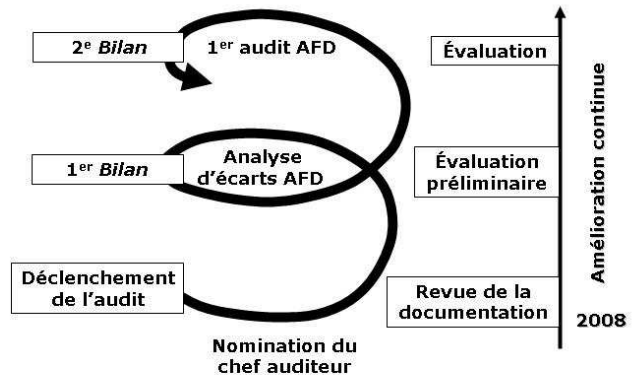 2e Bilan
1er audit AFD
Évaluation
1er Bilan
Analyse
d'écarts AFD
Évaluation
préliminaire
Déclenchement
de l'audit
Revue de la
documentation
Nomination du
chef auditeur
Amélioration continue
2008